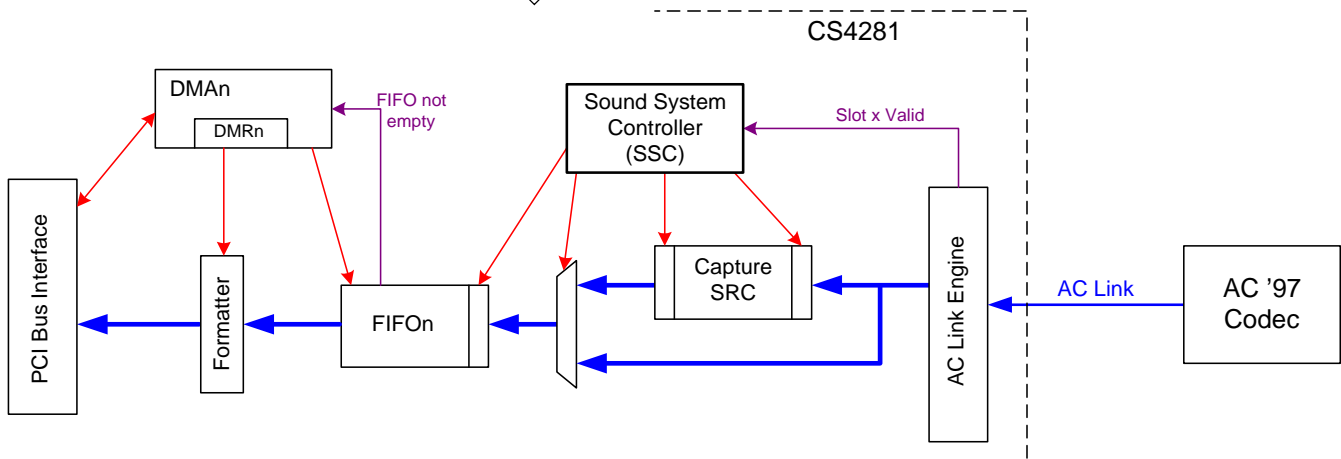 CS4281
DMAn
DMRn
FIFO not
empty
Sound System
Controller
(SSC)
Slot x Valid
PCI Bus Interface
Formatter
FIFOn
Capture
SRC
AC Link Engine
AC Link
AC ’97
Codec